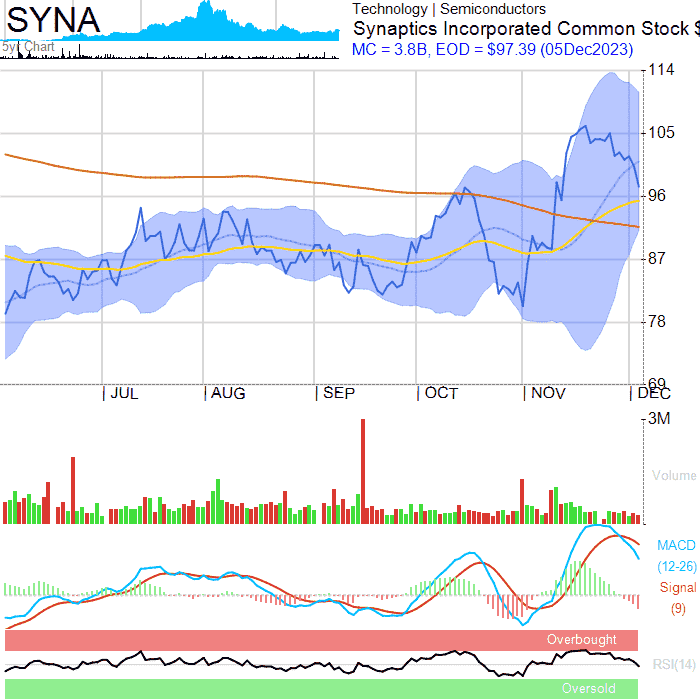 SYNA
5yr Chart
Technology | Semiconductors
Synaptics Incorporated Common Stock $
MC = 3.8B, EOD = $97.39 (05Dec2023)
114
105
96
87
78
69
JUL
AUG
SEP
OCT
NOV
DEC
3M
Volume
MACD
(12-26)
Signal
(9)
Overbought
RSI(14)
Oversold